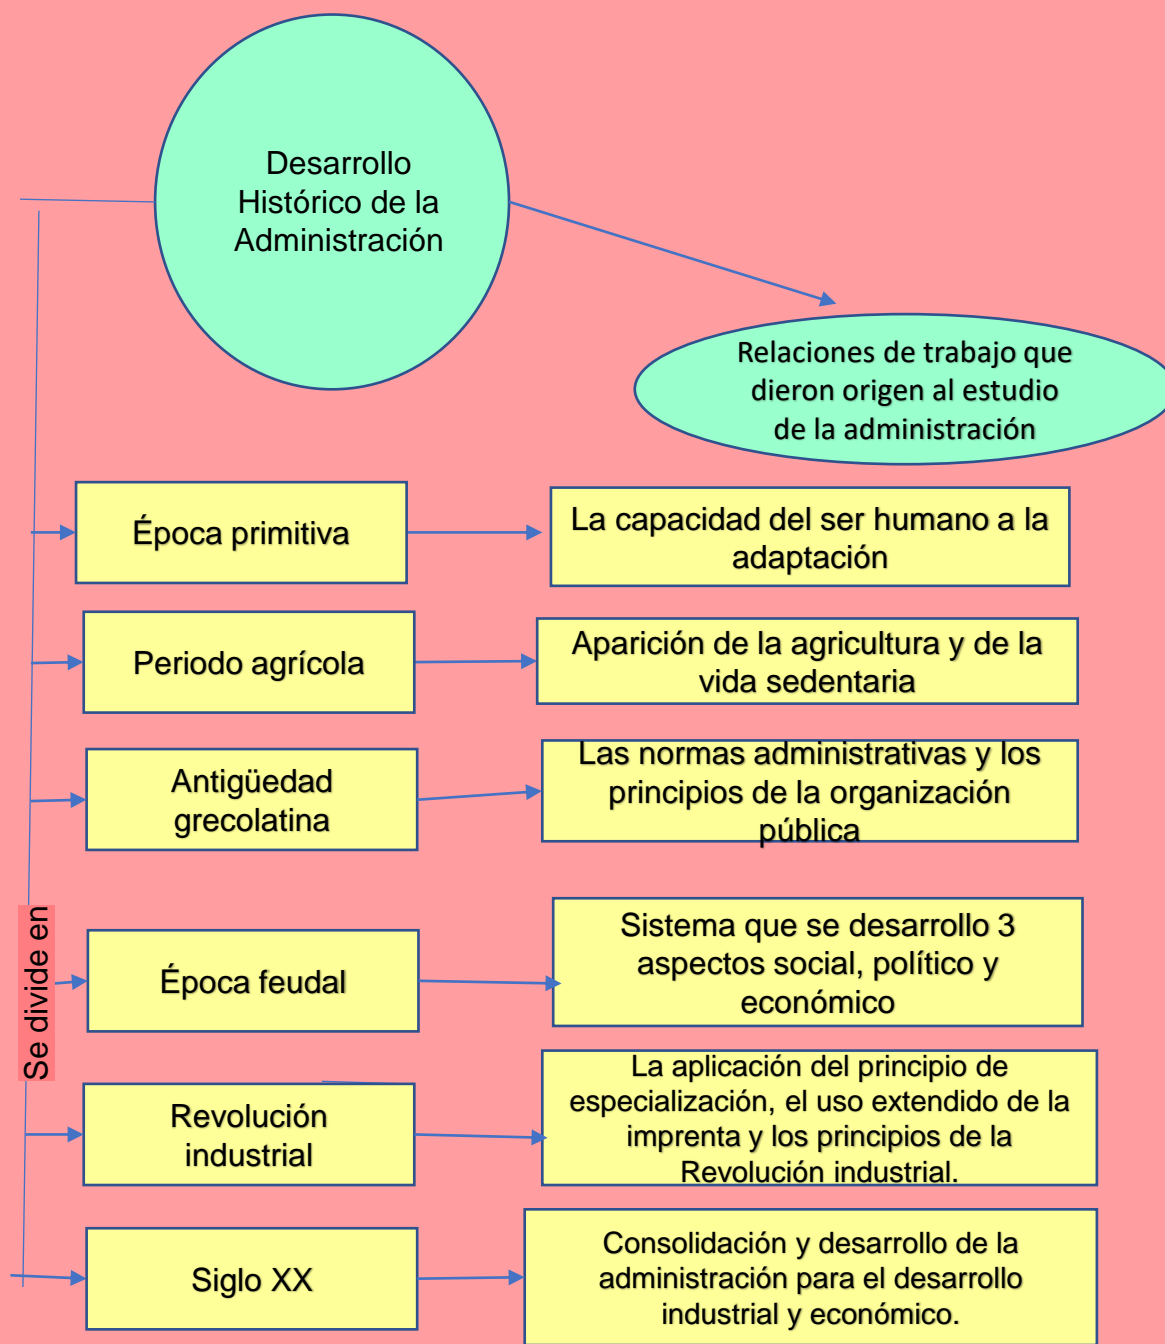 Desarrollo
Histórico de la
Administración
Relaciones de trabajo que
dieron origen al estudio
de la administración
Se divide en
Época primitiva
La capacidad del ser humano a la
adaptación
Periodo agrícola
Aparición de la agricultura y de la
vida sedentaria
Antigüedad
grecolatina
Las normas administrativas y los
principios de la organización
pública
Época feudal
Sistema que se desarrollo 3
aspectos social, político y
económico
Revolución
industrial
La aplicación del principio de
especialización, el uso extendido de la
imprenta y los principios de la
Revolución industrial.
Siglo XX
Consolidación y desarrollo de la
administración para el desarrollo
industrial y económico.